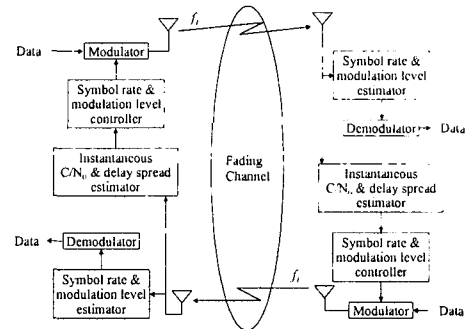 f₁
Data
Modulator
Symbol rate &
modulation level
controller
Instantaneous
C/N₀ & delay spread
estimator
Data
Demodulator
Symbol rate &
modulation level
estimator
Fading
Channel
Symbol rate &
modulation level
estimator
Demodulator
Data
Instantaneous
C/N₀ & delay spread
estimator
Symbol rate &
modulation level
controller
f₁
Modulator
Data